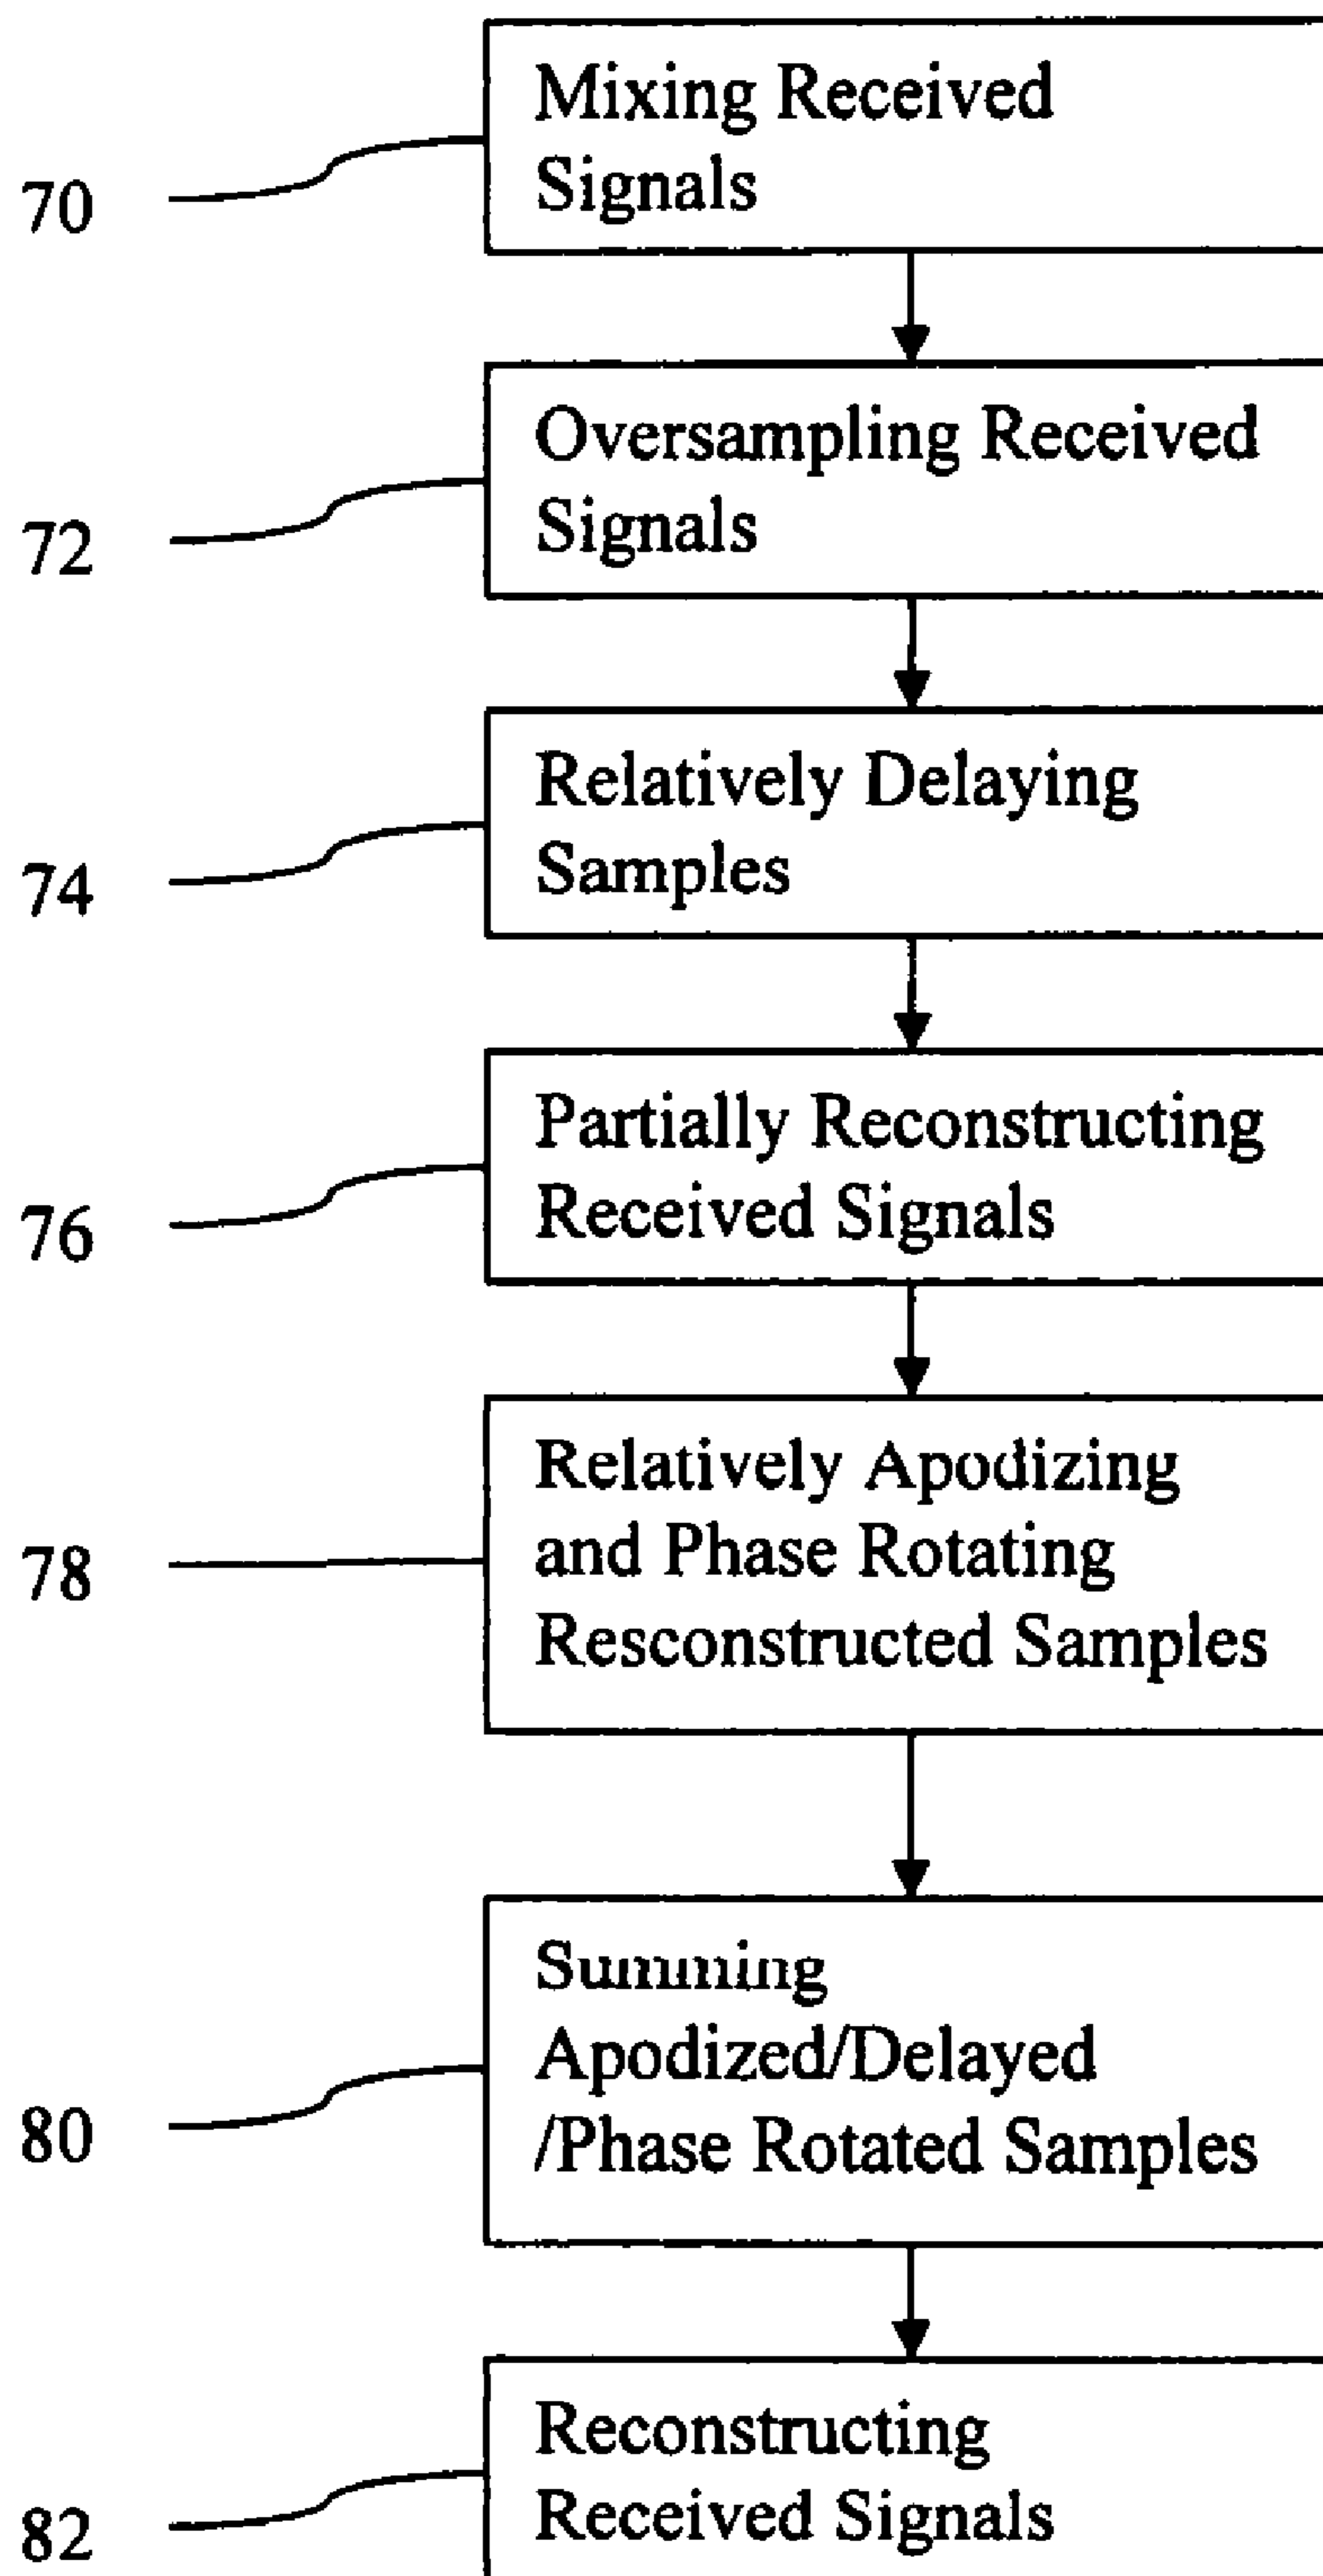 Mixing Received
Signals
70
Oversampling Received
Signals
72
Relatively Delaying
Samples
74
Partially Reconstructing
Received Signals
76
Relatively Apodizing
and Phase Rotating
Resconstructed Samples
78
Summing
Apodized/Delayed
/Phase Rotated Samples
80
Reconstructing
Received Signals
82